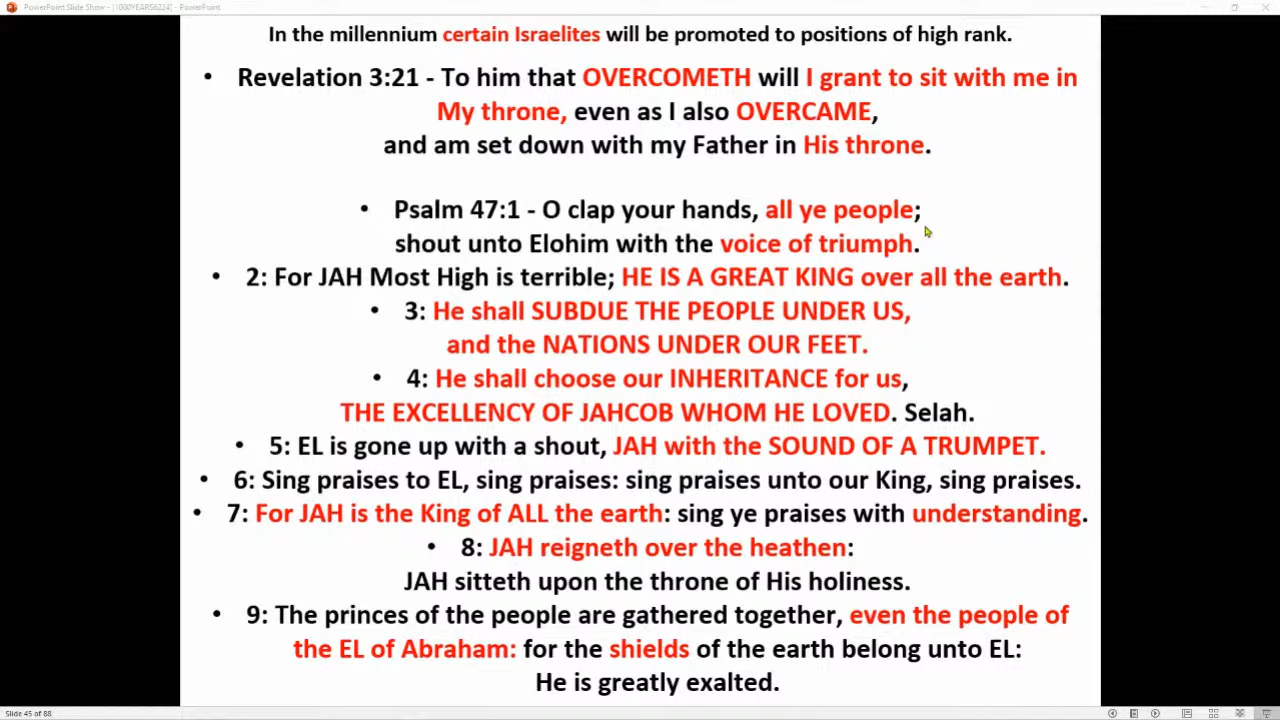 PowerPoint Slide Show - [1000YEARS6224] - PowerPoint
In the millennium certain Israelites will be promoted to positions of high rank.
• Revelation 3:21 - To him that OVERCOMETH will I grant to sit with me in
My throne, even as I also OVERCAME,
and am set down with my Father in His throne.
• Psalm 47:1 - O clap your hands, all ye people;
shout unto Elohim with the voice of triumph.
• 2: For JAH Most High is terrible; HE IS A GREAT KING over all the earth.
• 3: He shall SUBDUE THE PEOPLE UNDER US,
and the NATIONS UNDER OUR FEET.
• 4: He shall choose our INHERITANCE for us,
THE EXCELLENCY OF JAHCOB WHOM HE LOVED. Selah.
• 5: EL is gone up with a shout, JAH with the SOUND OF A TRUMPET.
• 6: Sing praises to EL, sing praises: sing praises unto our King, sing praises.
• 7: For JAH is the King of ALL the earth: sing ye praises with understanding.
• 8: JAH reigneth over the heathen:
JAH sitteth upon the throne of His holiness.
• 9: The princes of the people are gathered together, even the people of
the EL of Abraham: for the shields of the earth belong unto EL:
He is greatly exalted.
Slide 45 of 88